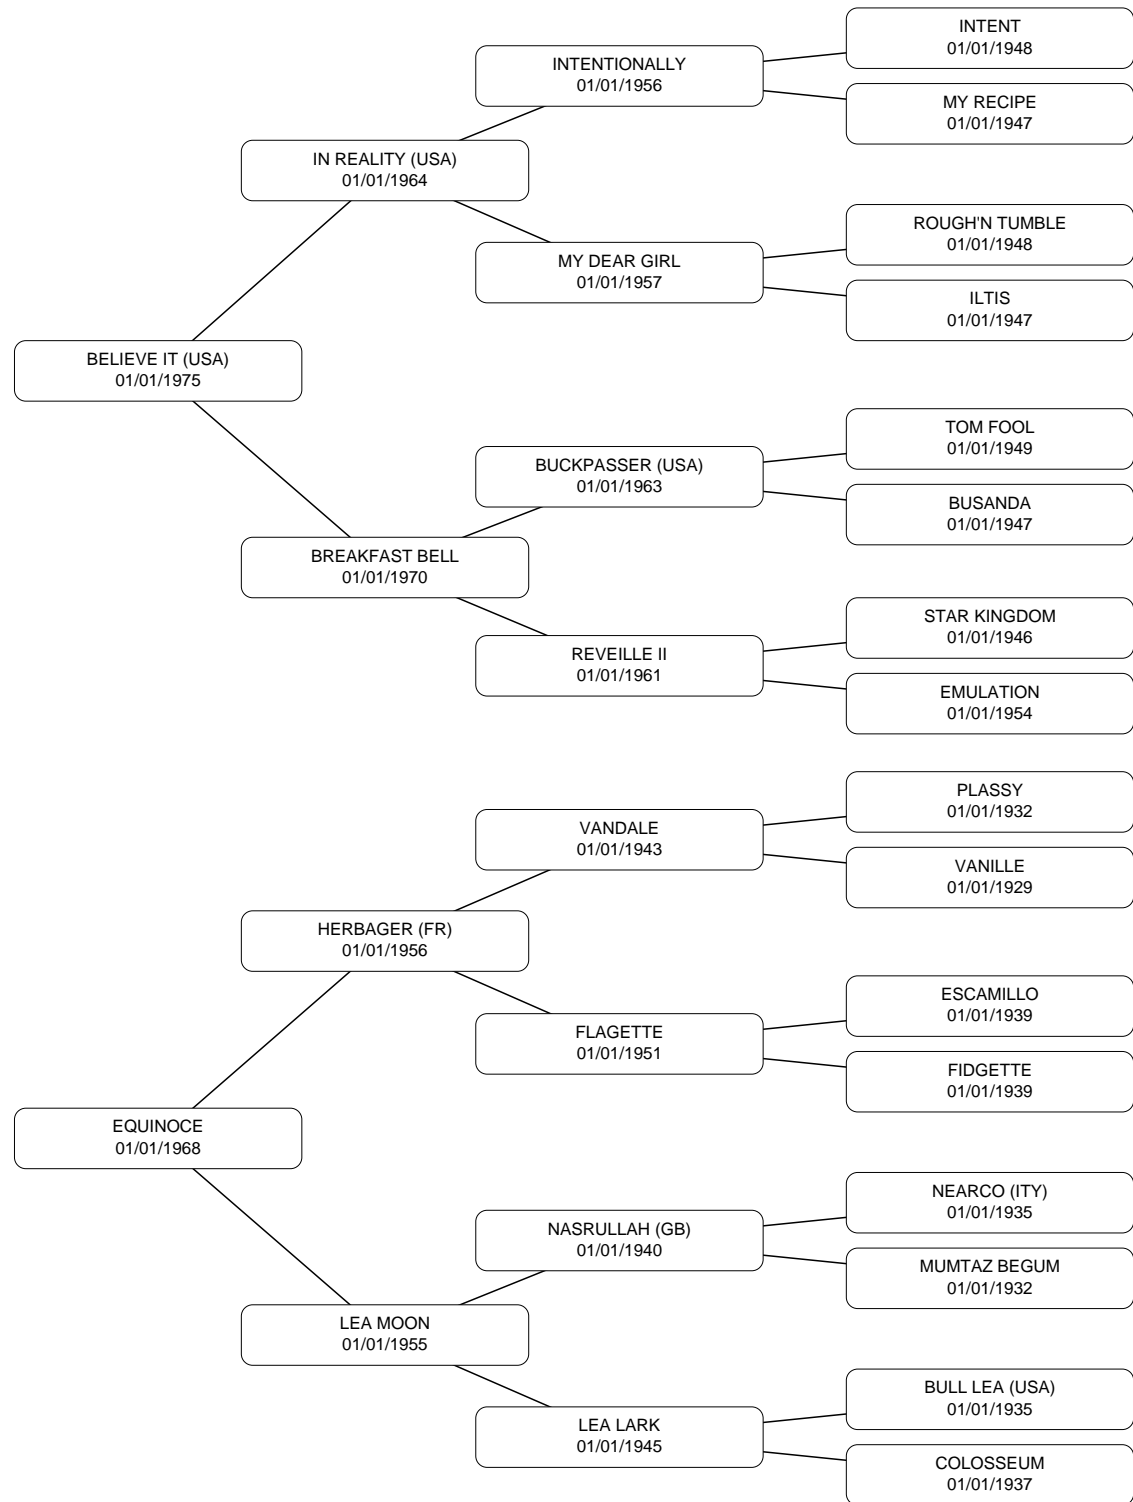 INTENT
01/01/1948
INTENTIONALLY
01/01/1956
MY RECIPE
01/01/1947
IN REALITY (USA)
01/01/1964
ROUGH'N TUMBLE
01/01/1948
MY DEAR GIRL
01/01/1957
ILTIS
01/01/1947
BELIEVE IT (USA)
01/01/1975
TOM FOOL
01/01/1949
BUCKPASSER (USA)
01/01/1963
BUSANDA
01/01/1947
BREAKFAST BELL
01/01/1970
STAR KINGDOM
01/01/1946
REVEILLE II
01/01/1961
EMULATION
01/01/1954
PLASSY
01/01/1932
VANDALE
01/01/1943
VANILLE
01/01/1929
HERBAGER (FR)
01/01/1956
ESCAMILLO
01/01/1939
FLAGETTE
01/01/1951
FIDGETTE
01/01/1939
EQUINOCE
01/01/1968
NEARCO (ITY)
01/01/1935
NASRULLAH (GB)
01/01/1940
MUMTAZ BEGUM
01/01/1932
LEA MOON
01/01/1955
BULL LEA (USA)
01/01/1935
LEA LARK
01/01/1945
COLOSSEUM
01/01/1937